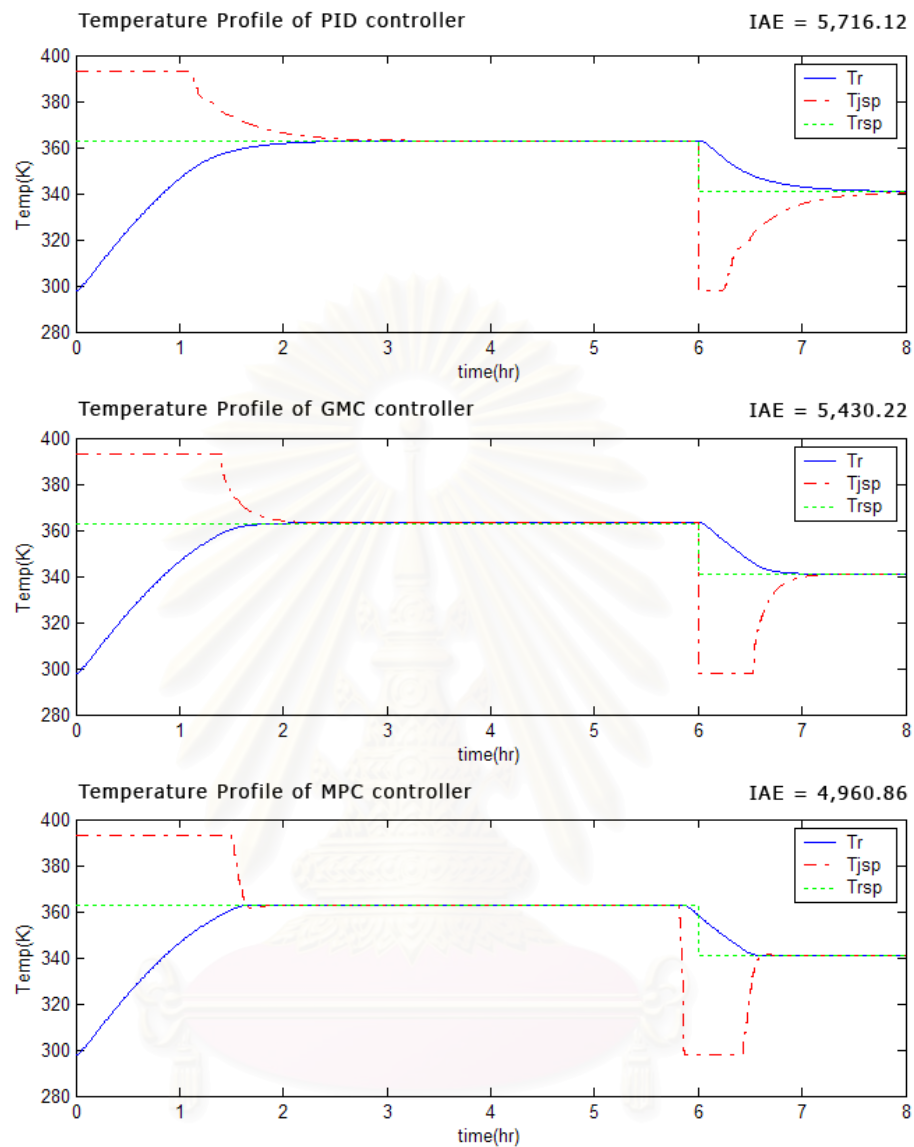 Temperature Profile of PID controller IAE = 5,716.12
400
380
360
340
320
300
280
Temp(K)
Tr
Tjsp
Trsp
0 1 2 3 4 5 6 7 8
time(hr)
Temperature Profile of GMC controller IAE = 5,430.22
400
380
360
340
320
300
280
Temp(K)
Tr
Tjsp
Trsp
0 1 2 3 4 5 6 7 8
time(hr)
Temperature Profile of MPC controller IAE = 4,960.86
400
380
360
340
320
300
280
Temp(K)
Tr
Tjsp
Trsp
0 1 2 3 4 5 6 7 8
time(hr)